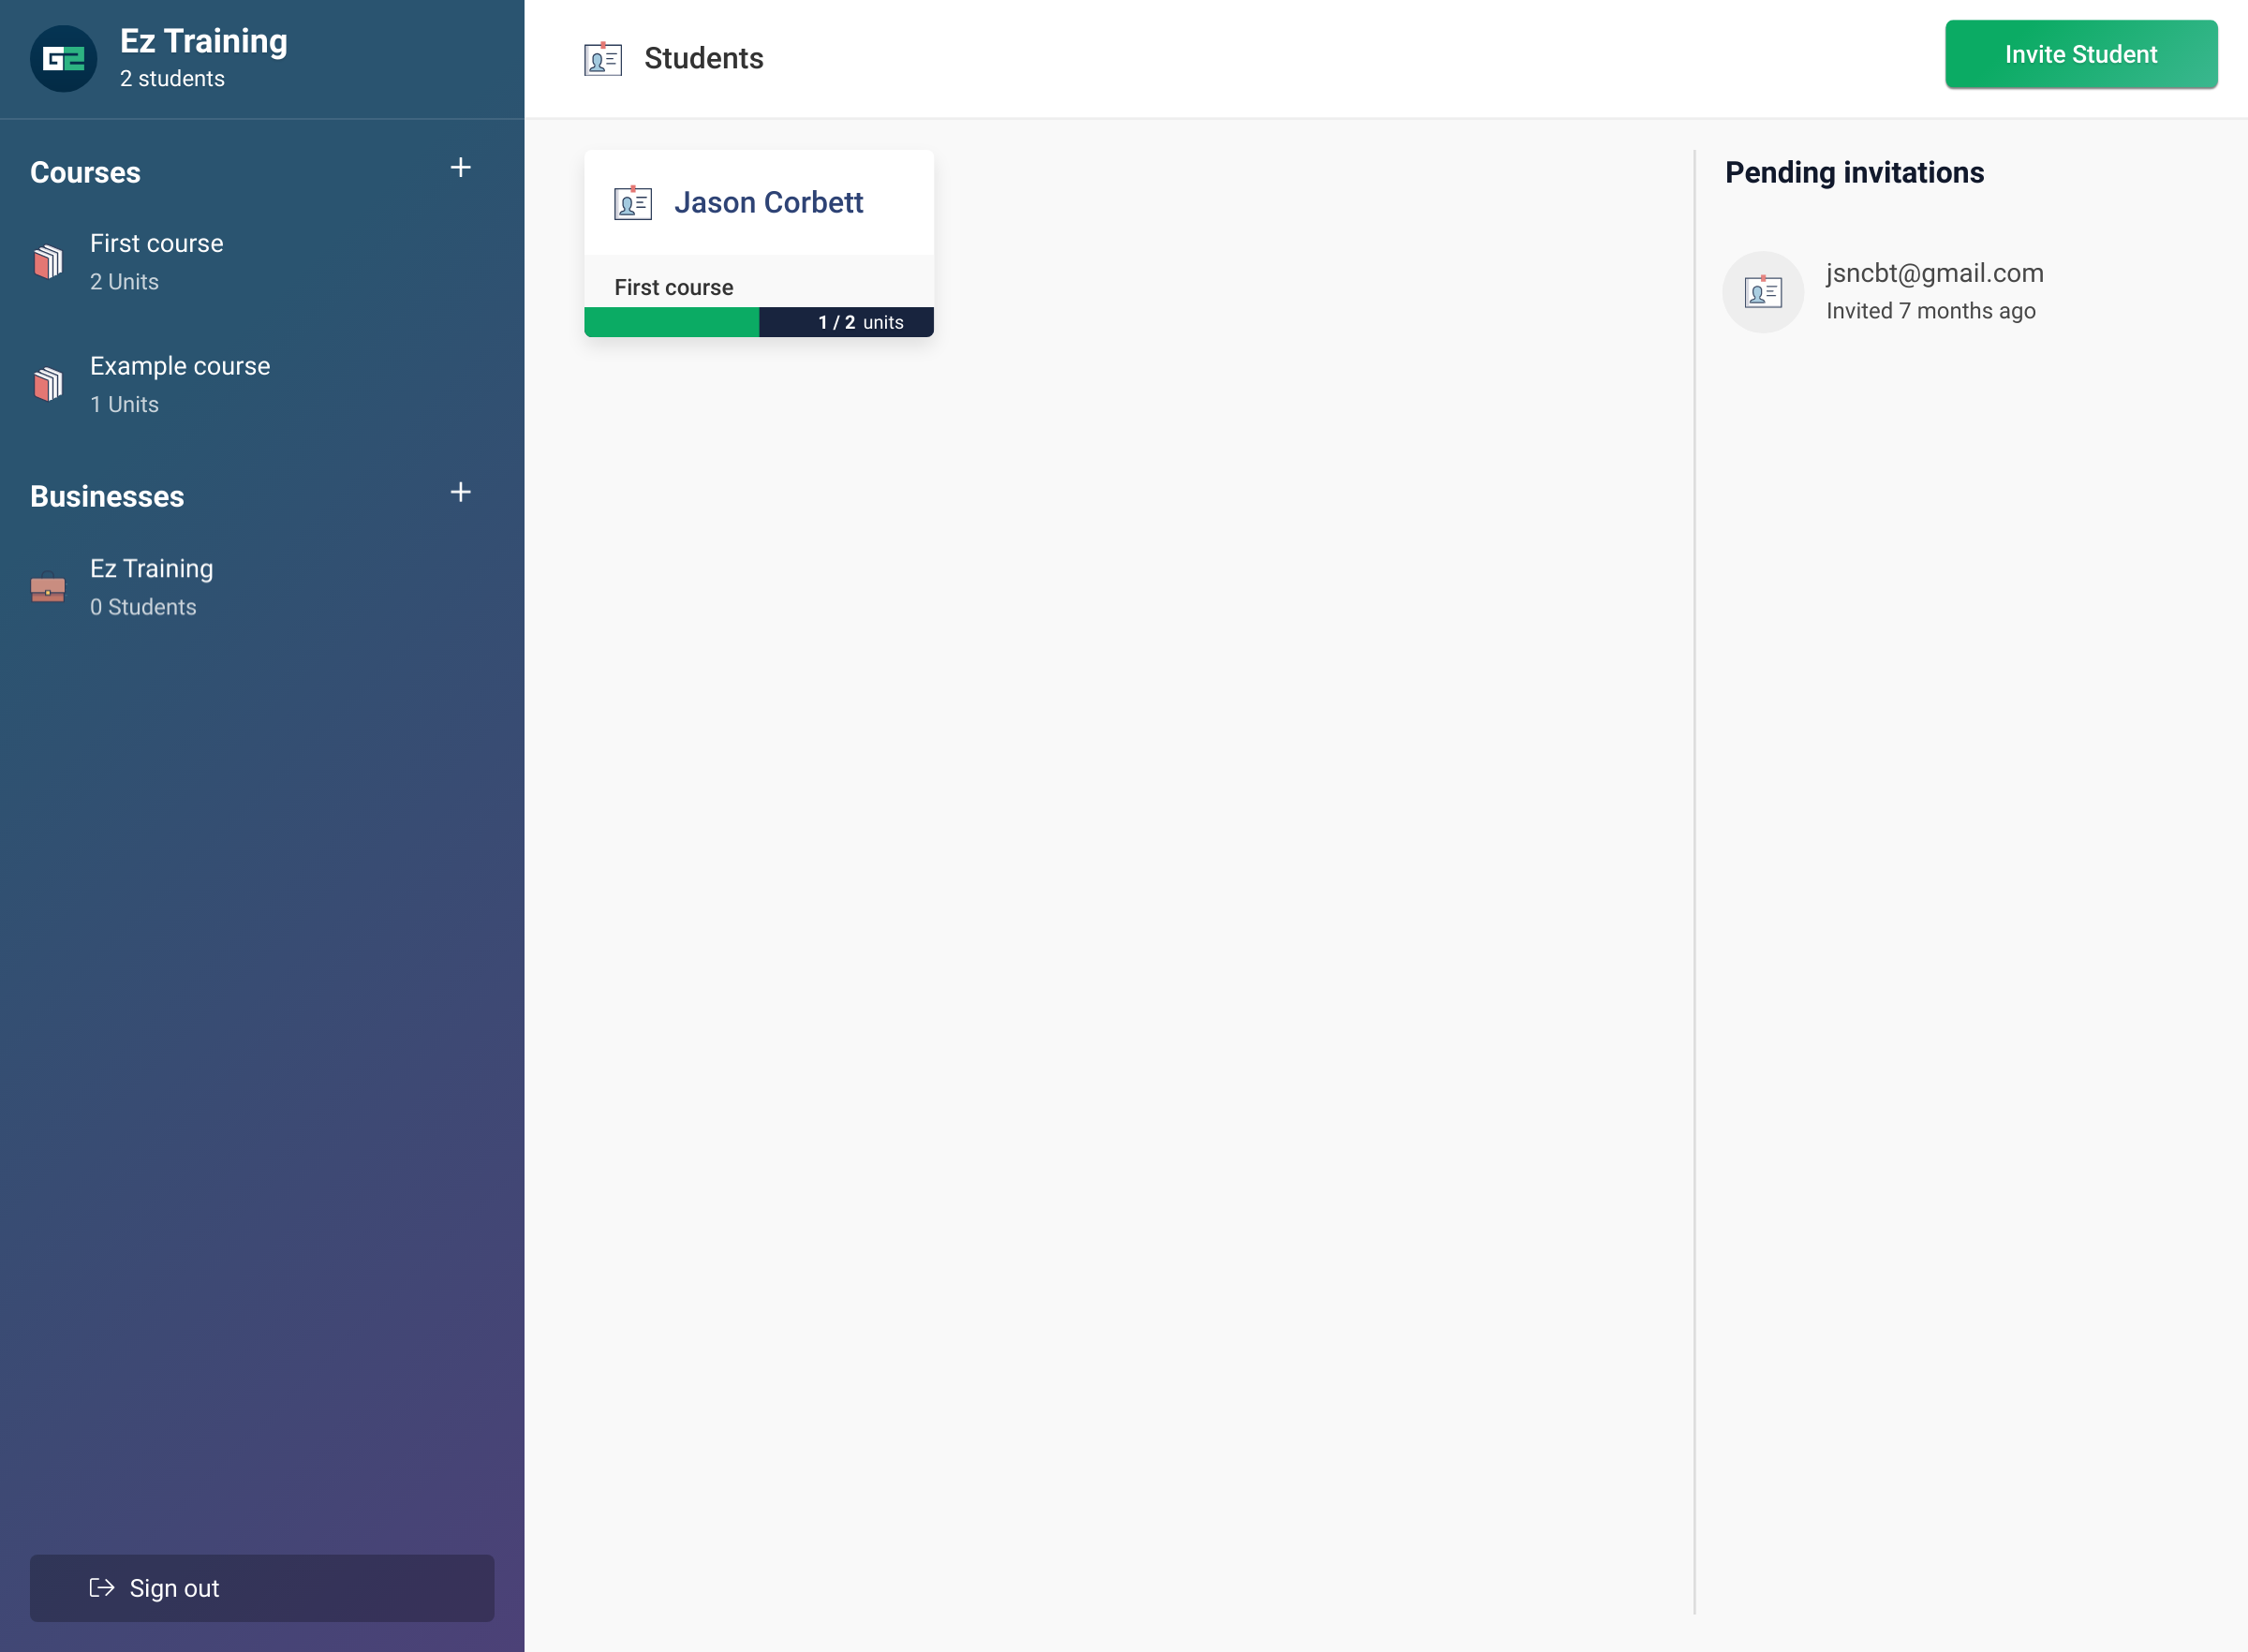 Ez Training
2 students
Courses
First course
2 Units
Example course
1 Units
Businesses
Ez Training
0 Students
Sign out
Students
Invite Student
Jason Corbett
First course
1 / 2 units
Pending invitations
jsncbt@gmail.com
Invited 7 months ago